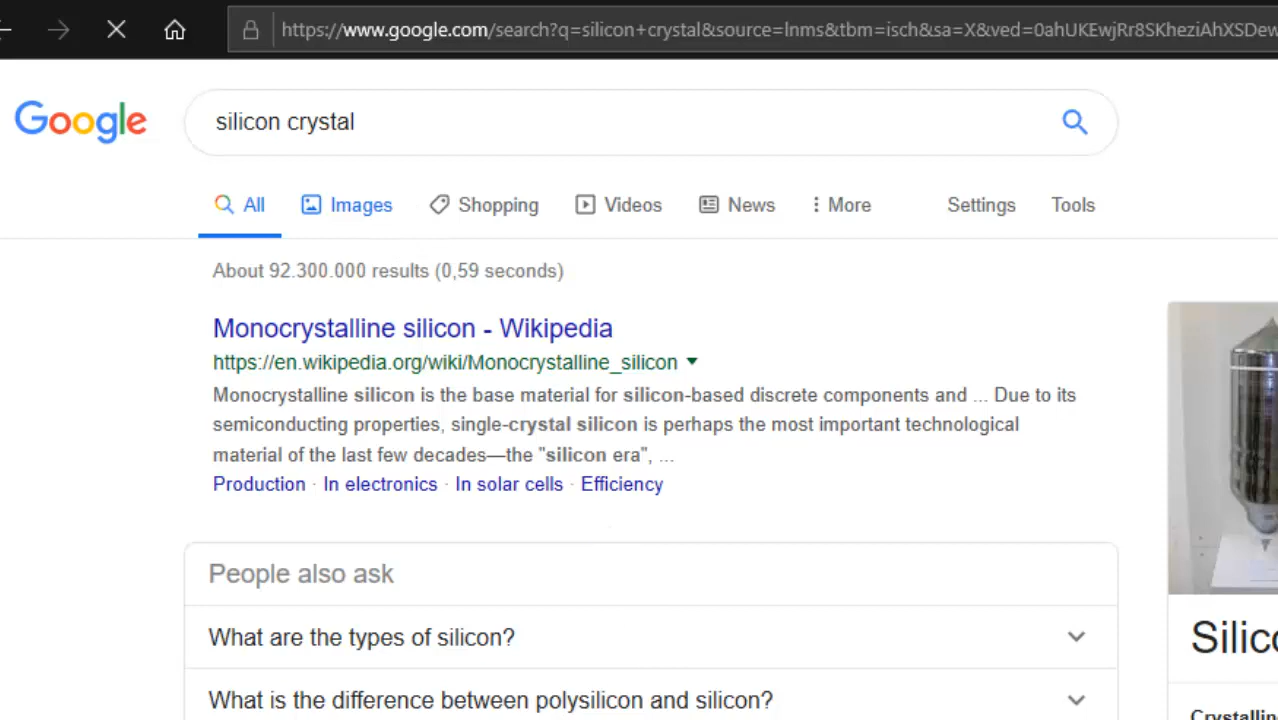 https://www.google.com/search?q=silicon+crystal&source=lnms&tbm=isch&sa=X&ved=0ahUKEwjRr8SKheziAhXSDew
Google
silicon crystal
All Images Shopping Videos News More Settings Tools
About 92.300.000 results (0,59 seconds)
Monocrystalline silicon - Wikipedia
https://en.wikipedia.org/wiki/Monocrystalline_silicon
Monocrystalline silicon is the base material for silicon-based discrete components and ... Due to its
semiconducting properties, single-crystal silicon is perhaps the most important technological
material of the last few decades—the "silicon era", ...
Production · In electronics · In solar cells · Efficiency
People also ask
What are the types of silicon?
Silic
What is the difference between polysilicon and silicon?
Crystallin